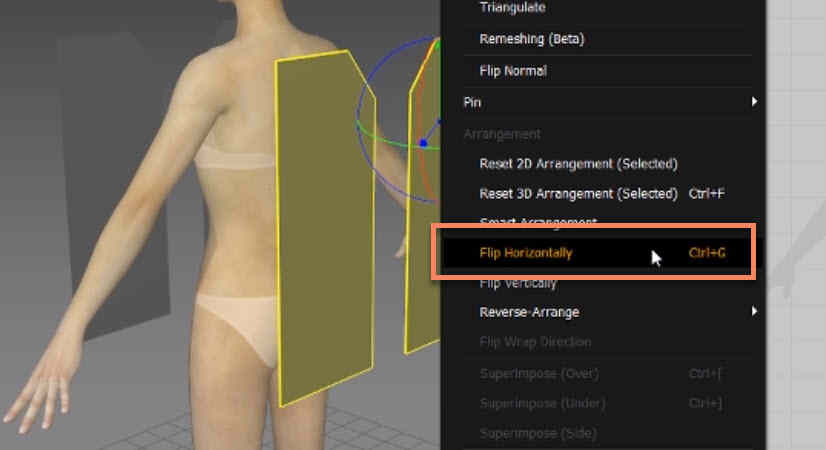 Triangulate
Remeshing (Beta)
Flip Normal
Pin
Arrangement
Reset 2D Arrangement (Selected)
Reset 3D Arrangement (Selected) Ctrl+F
Smart Arrangement
Flip Horizontally Ctrl+G
Flip Vertically
Reverse-Arrange
Flip Wrap Direction
Superimpose (Over) Ctrl+[
Superimpose (Under) Ctrl+]
Superimpose (Side)